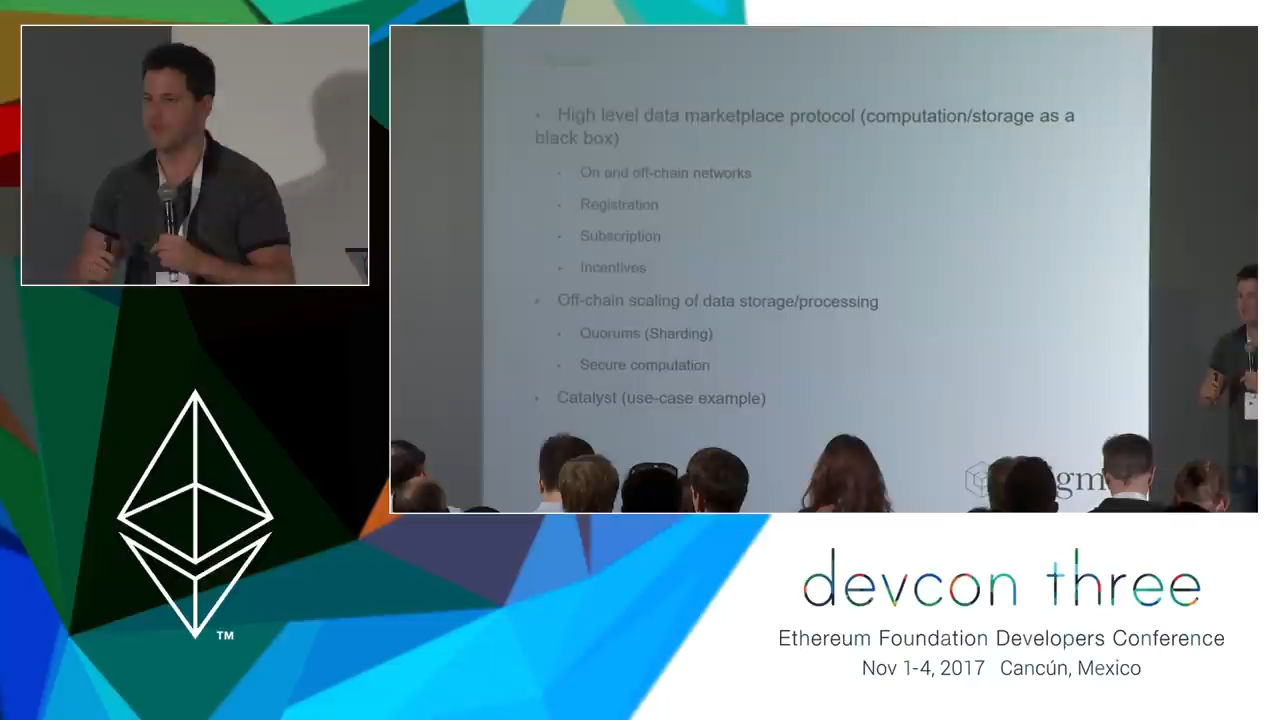 • High level data marketplace protocol (computation/storage as a
black box)
• On and off-chain networks
• Registration
• Subscription
• Incentives
• Off-chain scaling of data storage/processing
• Quorums (Sharding)
• Secure computation
• Catalyst (use-case example)
TM
devcon three
Ethereum Foundation Developers Conference
Nov 1-4, 2017 Cancún, Mexico